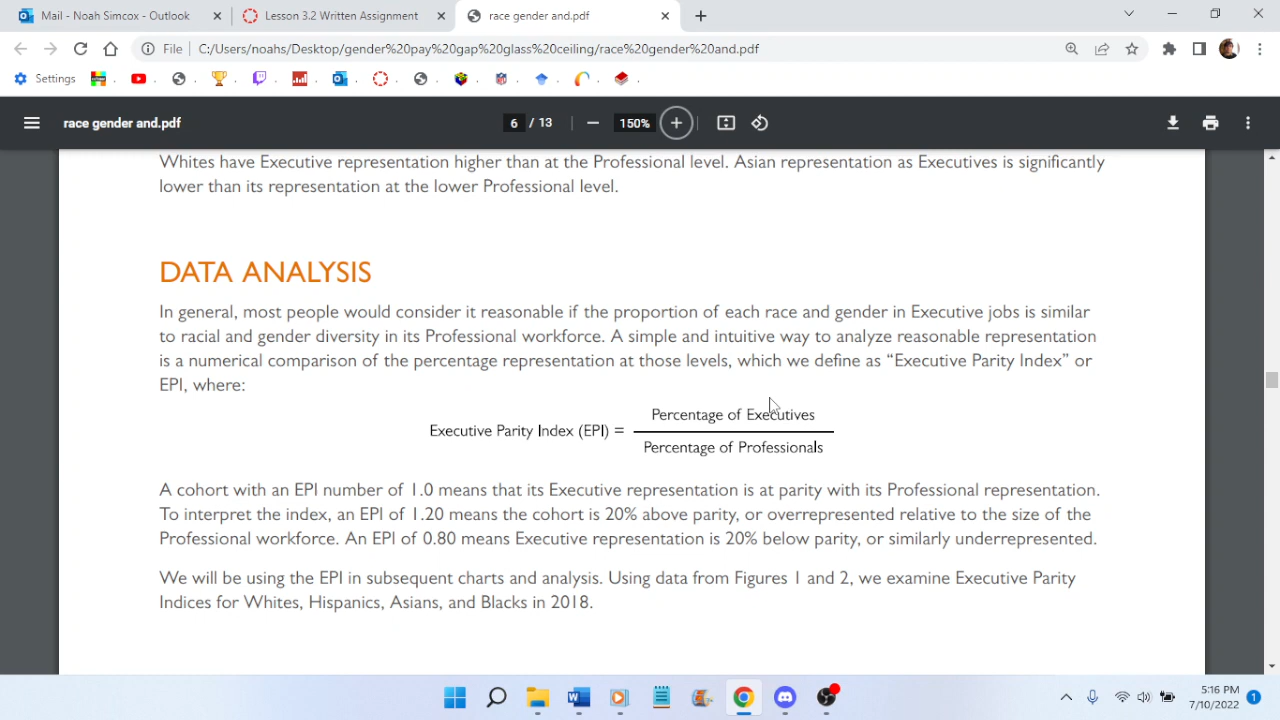 Mail - Noah Simcox - Outlook
Lesson 3.2 Written Assignment
race gender and.pdf
File C:/Users/noahs/Desktop/gender%20pay%20gap%20glass%20ceiling/race%20gender%20and.pdf
Settings
race gender and.pdf
6 / 13
150%
Whites have Executive representation higher than at the Professional level. Asian representation as Executives is significantly
lower than its representation at the lower Professional level.
DATA ANALYSIS
In general, most people would consider it reasonable if the proportion of each race and gender in Executive jobs is similar
to racial and gender diversity in its Professional workforce. A simple and intuitive way to analyze reasonable representation
is a numerical comparison of the percentage representation at those levels, which we define as “Executive Parity Index” or
EPI, where:
Percentage of Executives
Executive Parity Index (EPI) =
Percentage of Professionals
A cohort with an EPI number of 1.0 means that its Executive representation is at parity with its Professional representation.
To interpret the index, an EPI of 1.20 means the cohort is 20% above parity, or overrepresented relative to the size of the
Professional workforce. An EPI of 0.80 means Executive representation is 20% below parity, or similarly underrepresented.
We will be using the EPI in subsequent charts and analysis. Using data from Figures 1 and 2, we examine Executive Parity
Indices for Whites, Hispanics, Asians, and Blacks in 2018.
5:16 PM
7/10/2022
1